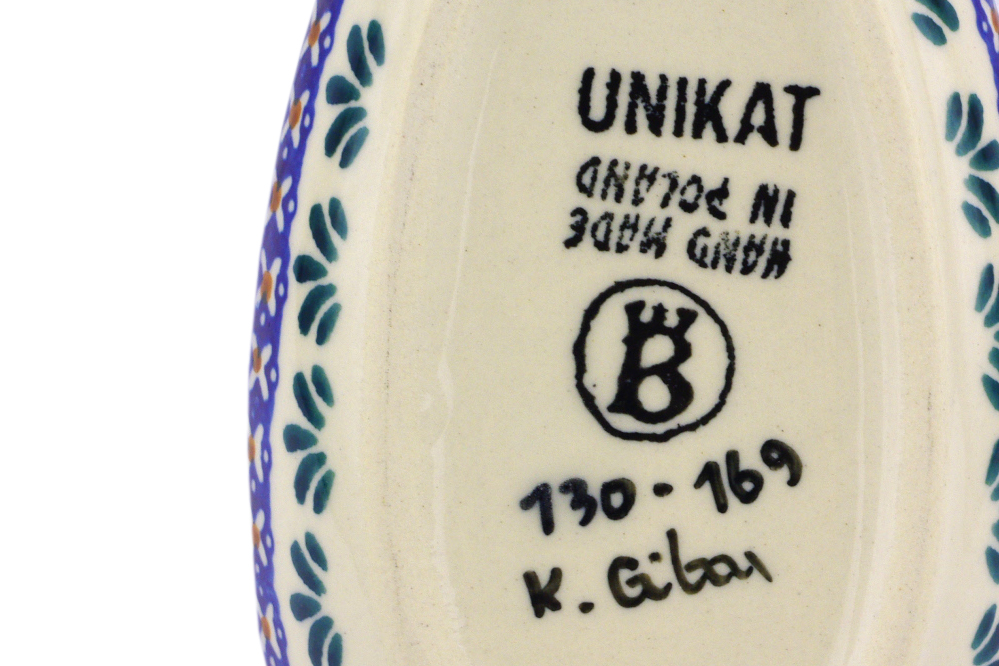 UNIKAT
HAND MADE
IN POLAND
B
130-169
K. Giba